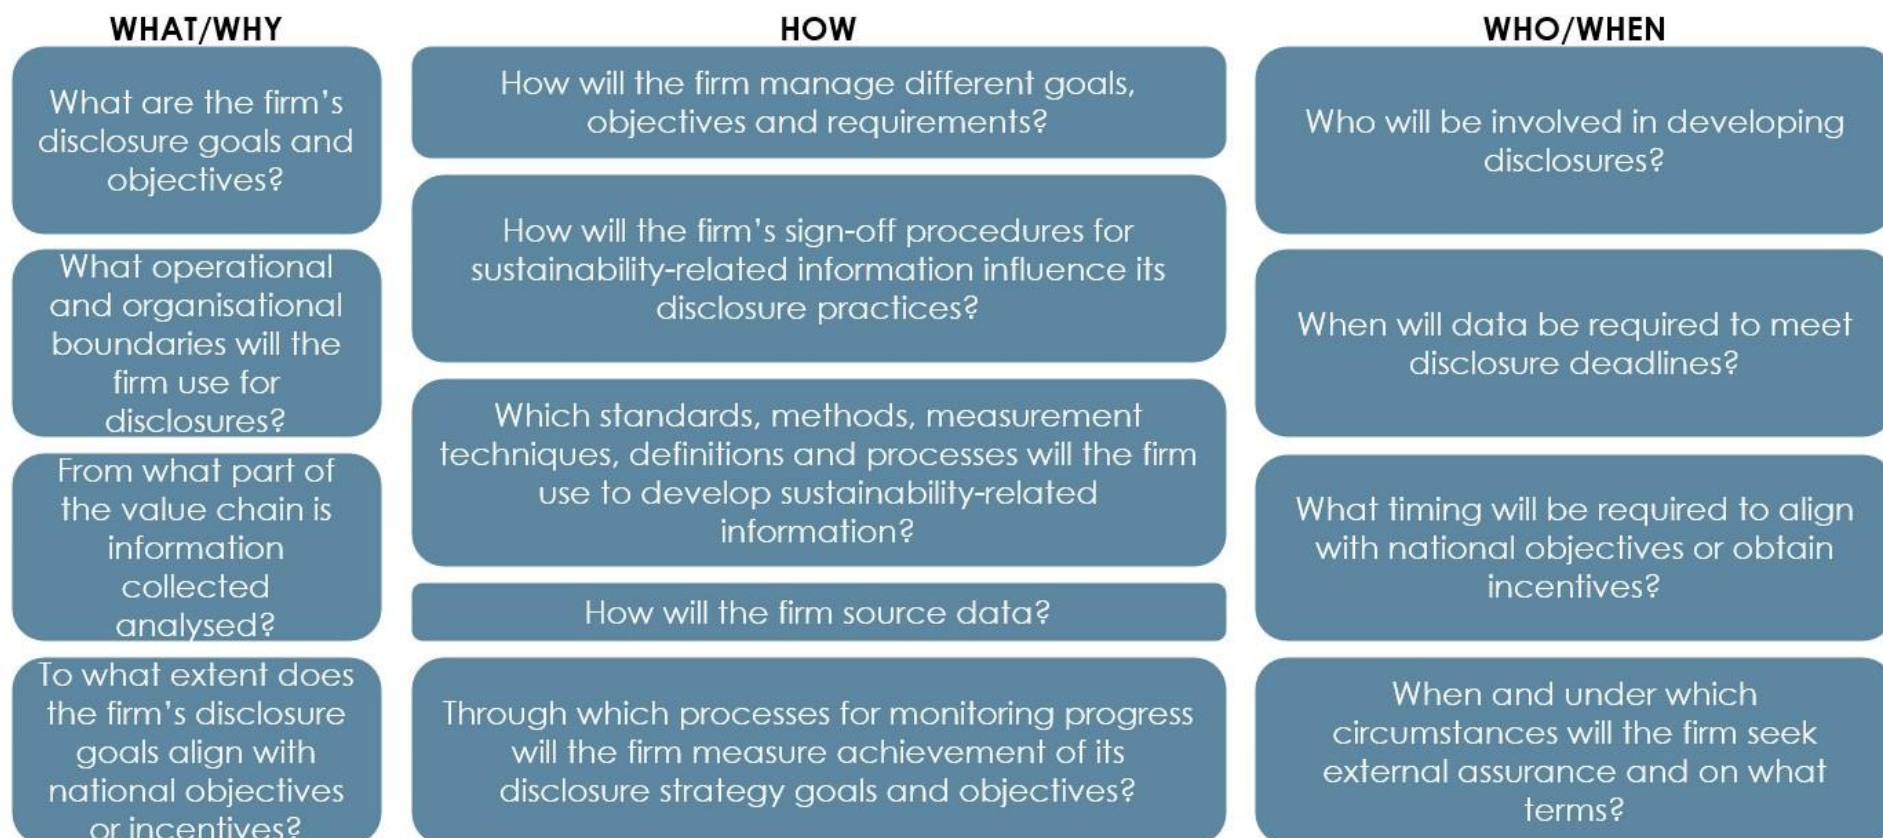 WHAT/WHY
What are the firm's
disclosure goals and
objectives?
What operational
and organisational
boundaries will the
firm use for
disclosures?
From what part of
the value chain is
information
collected
analysed?
To what extent does
the firm's disclosure
goals align with
national objectives
or incentives?
HOW
How will the firm manage different goals,
objectives and requirements?
How will the firm's sign-off procedures for
sustainability-related information influence its
disclosure practices?
Which standards, methods, measurement
techniques, definitions and processes will the firm
use to develop sustainability-related
information?
How will the firm source data?
Through which processes for monitoring progress
will the firm measure achievement of its
disclosure strategy goals and objectives?
WHO/WHEN
Who will be involved in developing
disclosures?
When will data be required to meet
disclosure deadlines?
What timing will be required to align
with national objectives or obtain
incentives?
When and under which
circumstances will the firm seek
external assurance and on what
terms?